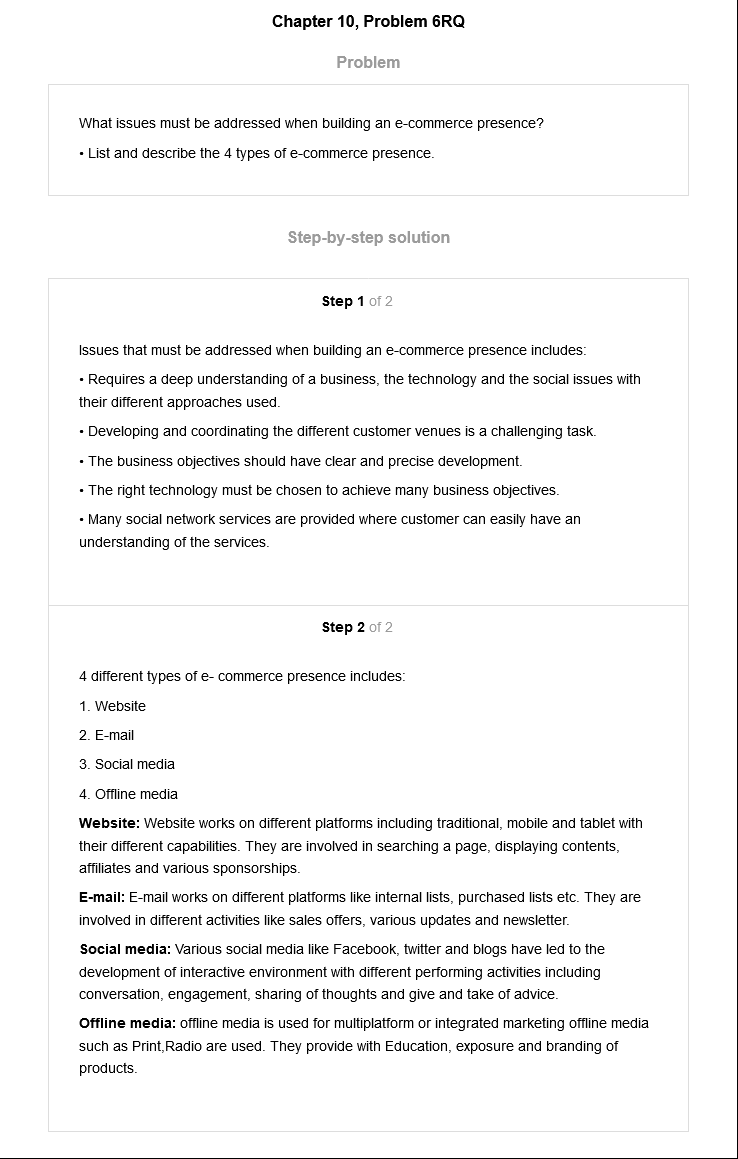 Chapter 10, Problem 6RQ
Problem
What issues must be addressed when building an e-commerce presence?
• List and describe the 4 types of e-commerce presence.
Step-by-step solution
Step 1 of 2
Issues that must be addressed when building an e-commerce presence includes:
• Requires a deep understanding of a business, the technology and the social issues with
their different approaches used.
• Developing and coordinating the different customer venues is a challenging task.
• The business objectives should have clear and precise development.
• The right technology must be chosen to achieve many business objectives.
• Many social network services are provided where customer can easily have an
understanding of the services.
Step 2 of 2
4 different types of e- commerce presence includes:
1. Website
2. E-mail
3. Social media
4. Offline media
Website: Website works on different platforms including traditional, mobile and tablet with
their different capabilities. They are involved in searching a page, displaying contents,
affiliates and various sponsorships.
E-mail: E-mail works on different platforms like internal lists, purchased lists etc. They are
involved in different activities like sales offers, various updates and newsletter.
Social media: Various social media like Facebook, twitter and blogs have led to the
development of interactive environment with different performing activities including
conversation, engagement, sharing of thoughts and give and take of advice.
Offline media: offline media is used for multiplatform or integrated marketing offline media
such as Print,Radio are used. They provide with Education, exposure and branding of
products.